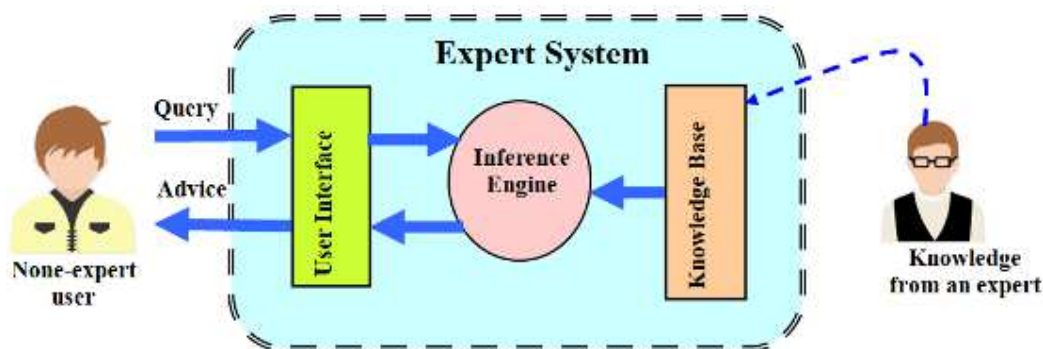 Expert System
Query
Advice
None-expert
user
User Interface
Inference
Engine
Knowledge Base
Knowledge
from an expert